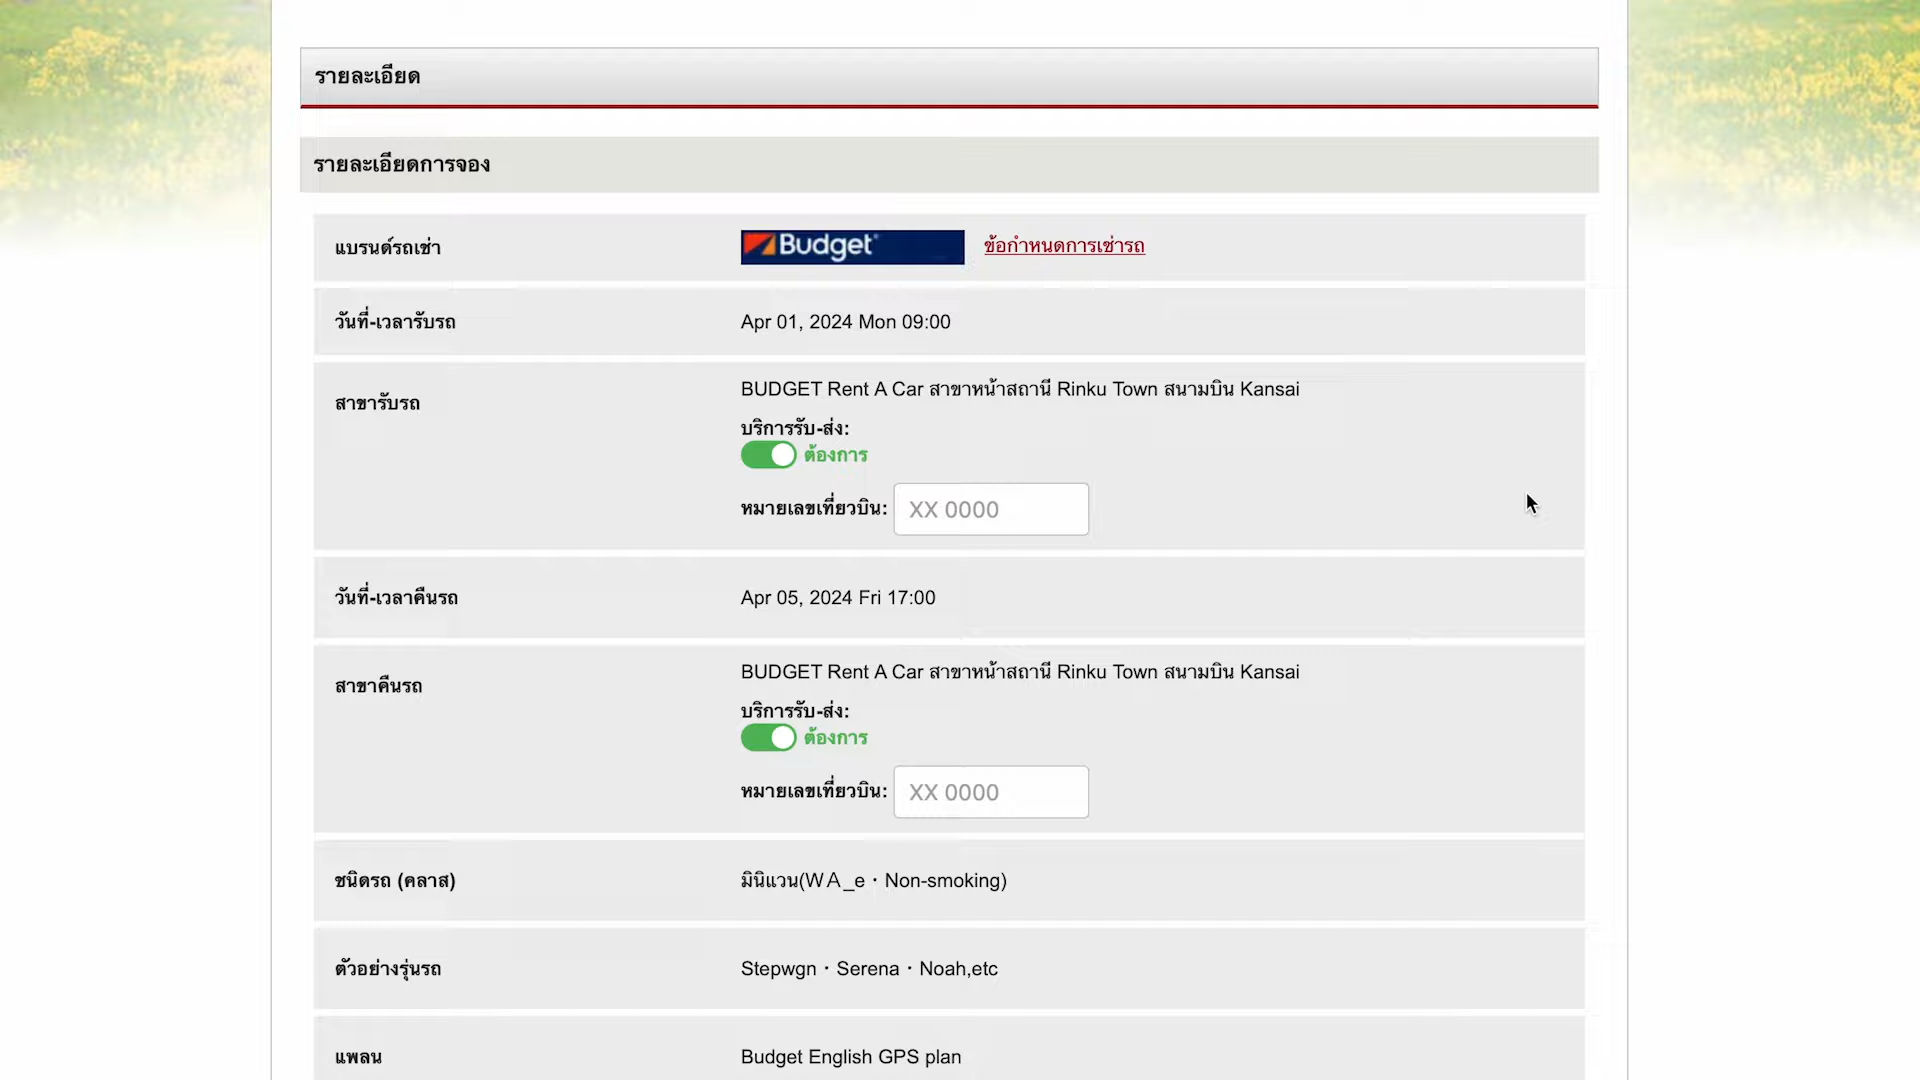 รายละเอียด
รายละเอียดการจอง
แบรนด์รถเช่า
Budget
ข้อกำหนดการเช่ารถ
วันที่-เวลารับรถ
Apr 01, 2024 Mon 09:00
สาขารับรถ
BUDGET Rent A Car สาขาหน้าสถานี Rinku Town สนามบิน Kansai
บริการรับ-ส่ง:
ต้องการ
หมายเลขเที่ยวบิน: XX 0000
วันที่-เวลาคืนรถ
Apr 05, 2024 Fri 17:00
สาขาคืนรถ
BUDGET Rent A Car สาขาหน้าสถานี Rinku Town สนามบิน Kansai
บริการรับ-ส่ง:
ต้องการ
หมายเลขเที่ยวบิน: XX 0000
ชนิดรถ (คลาส)
มินิแวน(ＷＡ_e・Non-smoking)
ตัวอย่างรุ่นรถ
Stepwgn・Serena・Noah,etc
แพลน
Budget English GPS plan